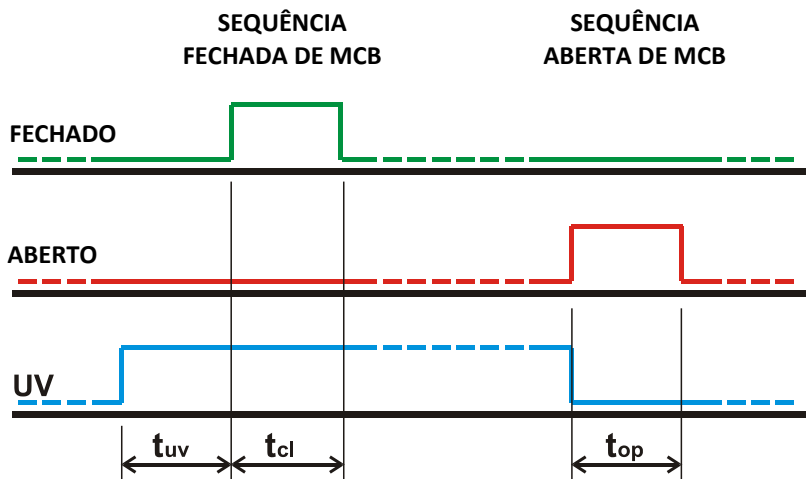 SEQUÊNCIA
FECHADA DE MCB
SEQUÊNCIA
ABERTA DE MCB
FECHADO
ABERTO
UV
tuv
tcl
top